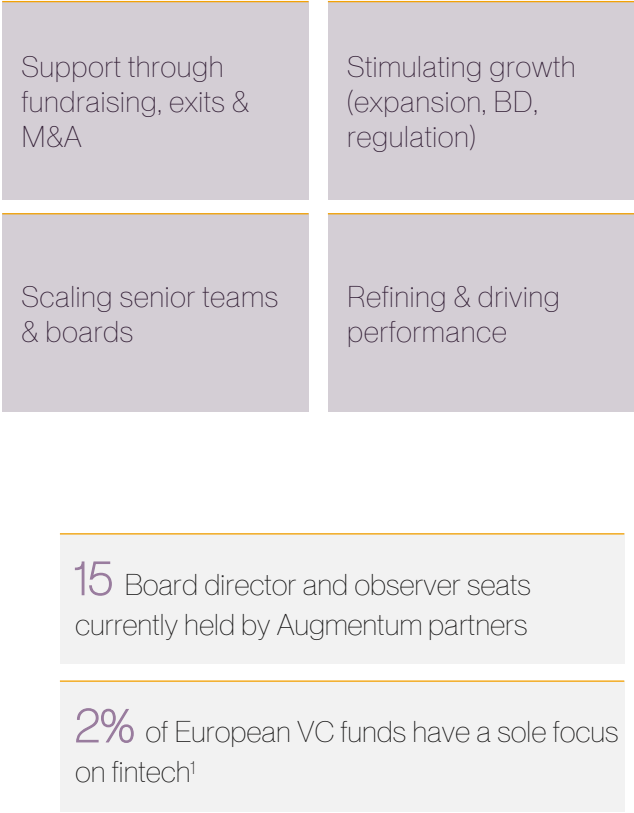 Support through
fundraising, exits &
M&A
Stimulating growth
(expansion, BD,
regulation)
Scaling senior teams
& boards
Refining & driving
performance
15 Board director and observer seats
currently held by Augmentum partners
2% of European VC funds have a sole focus
on fintech¹